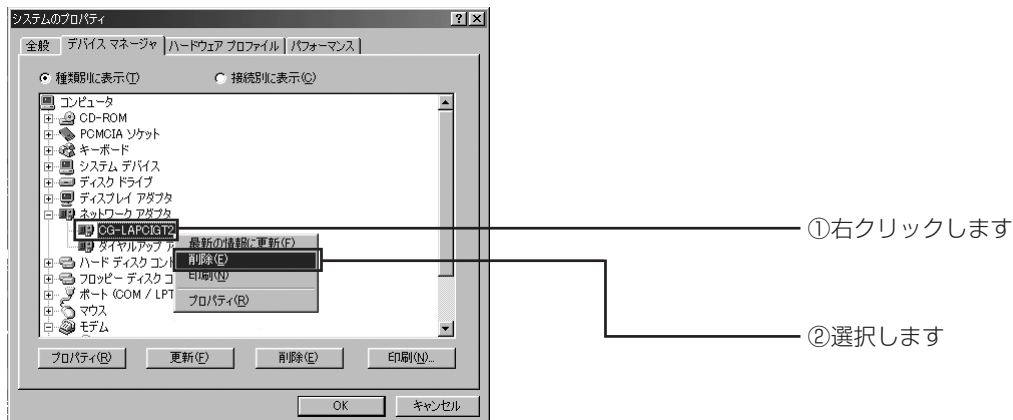 システムのプロパティ
全般 デバイス マネージャ ハードウェア プロファイル パフォーマンス
種類別に表示(T) 接続別に表示(C)
コンピュータ
CD-ROM
PCMCIA ソケット
キーボード
システム デバイス
ディスク ドライブ
ディスプレイ アダプタ
ネットワーク アダプタ
CG-LAPCIGT2
①右クリックします
ダイヤルアップ ア
最新の情報に更新(F)
ハード ディスク コント
削除(E)
フロッピー ディスク コ
印刷(N)
ポート (COM / LPT
プロパティ(R)
マウス
モデム
②選択します
プロパティ(R) 更新(F) 削除(E) 印刷(N)...
OK キャンセル